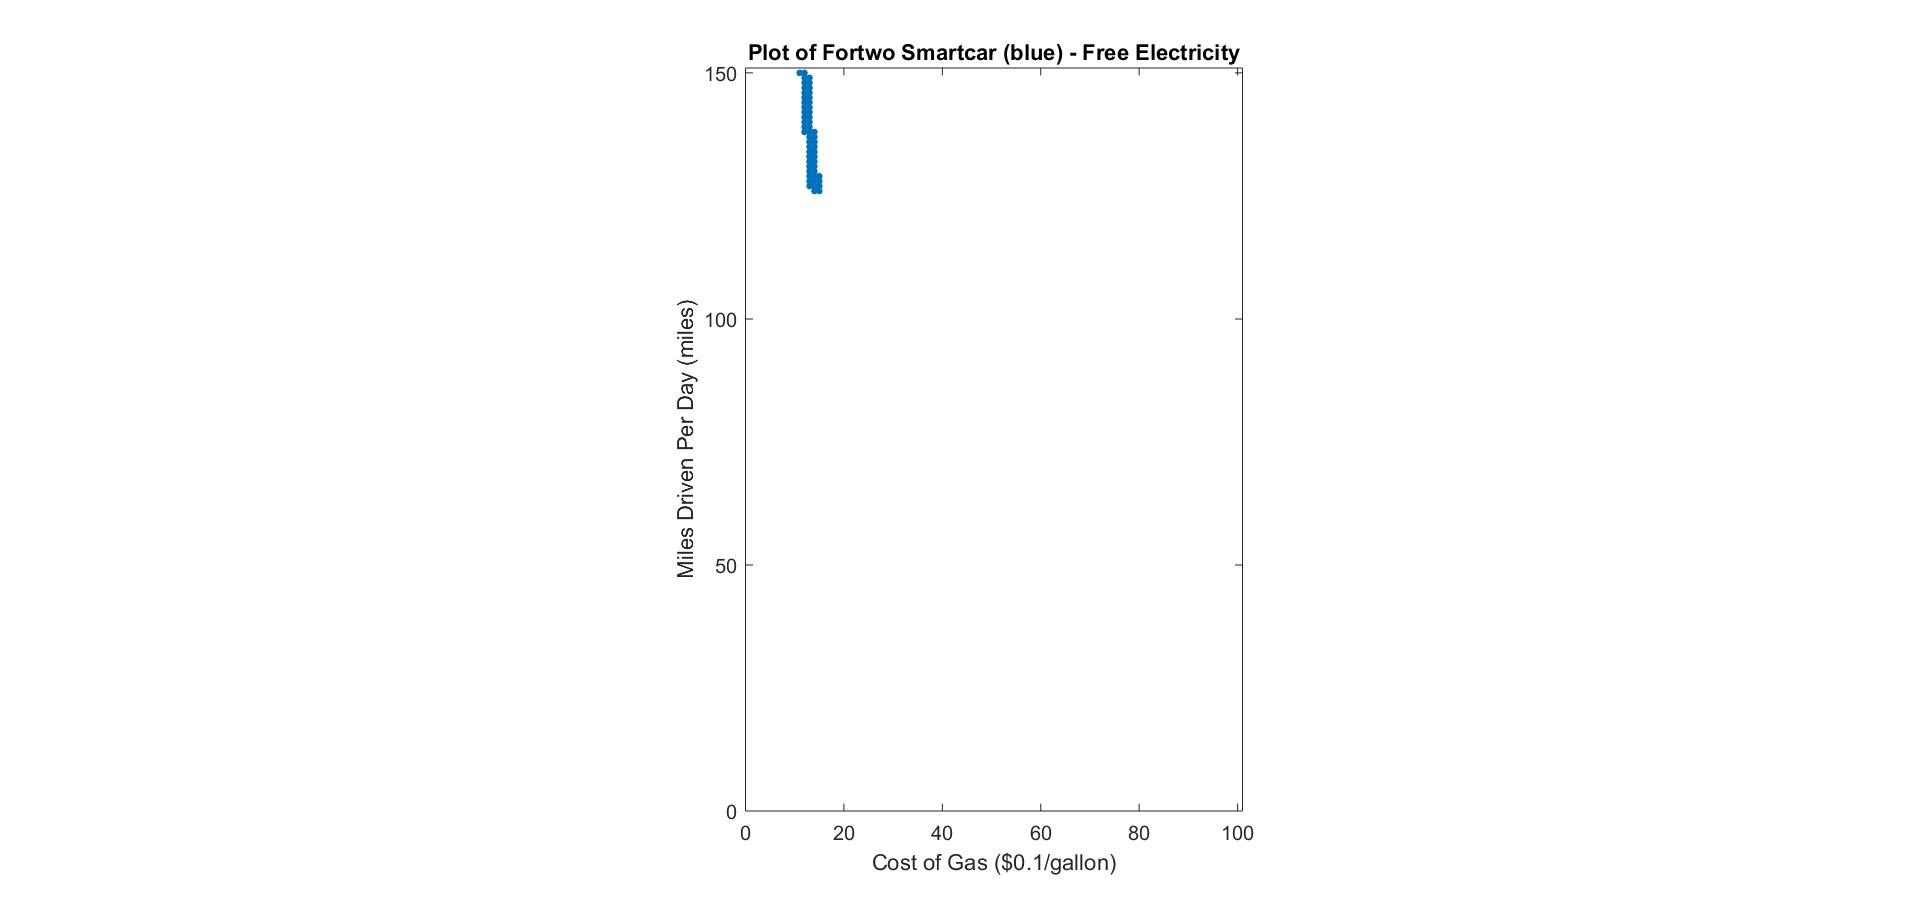 Plot of Fortwo Smartcar (blue) - Free Electricity
150
100
50
0
Miles Driven Per Day (miles)
0 20 40 60 80 100
Cost of Gas ($0.1/gallon)